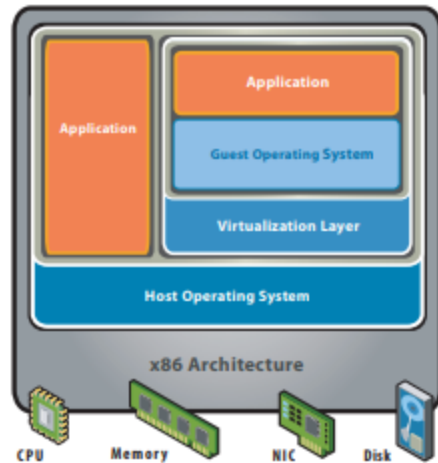 Application
Application
Guest Operating System
Virtualization Layer
Host Operating System
x86 Architecture
CPU
Memory
NIC
Disk